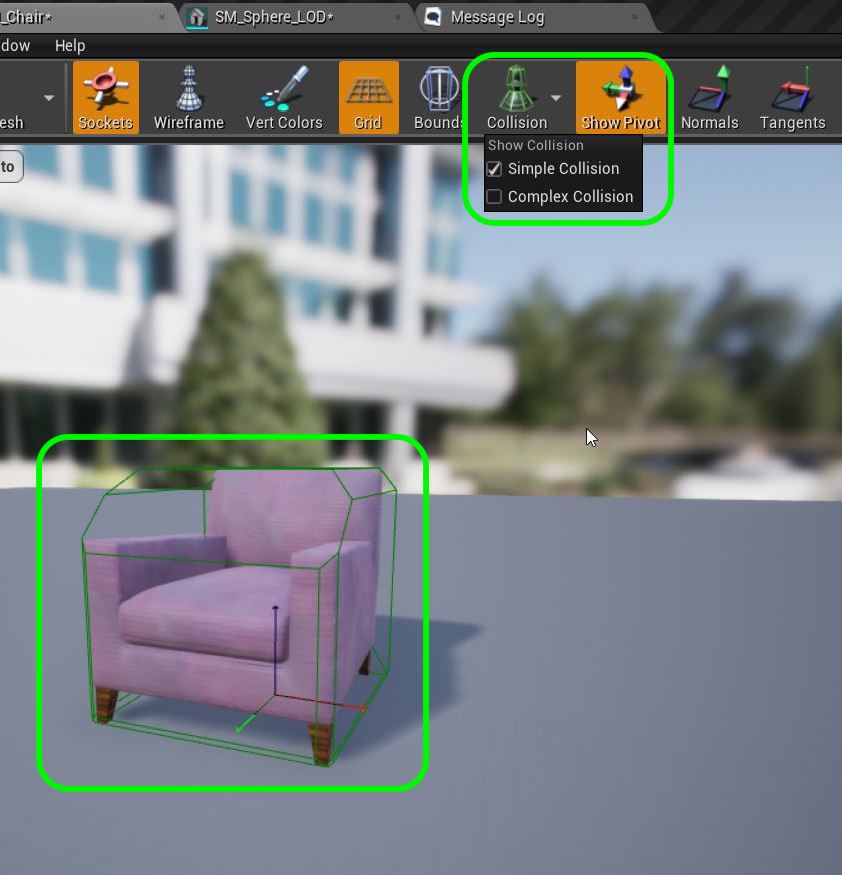 _Chair*
SM_Sphere_LOD*
Message Log
dow
Help
esh
Sockets
Wireframe
Vert Colors
Grid
Bounds
Collision
Show Pivot
Normals
Tangents
Show Collision
Simple Collision
Complex Collision
to